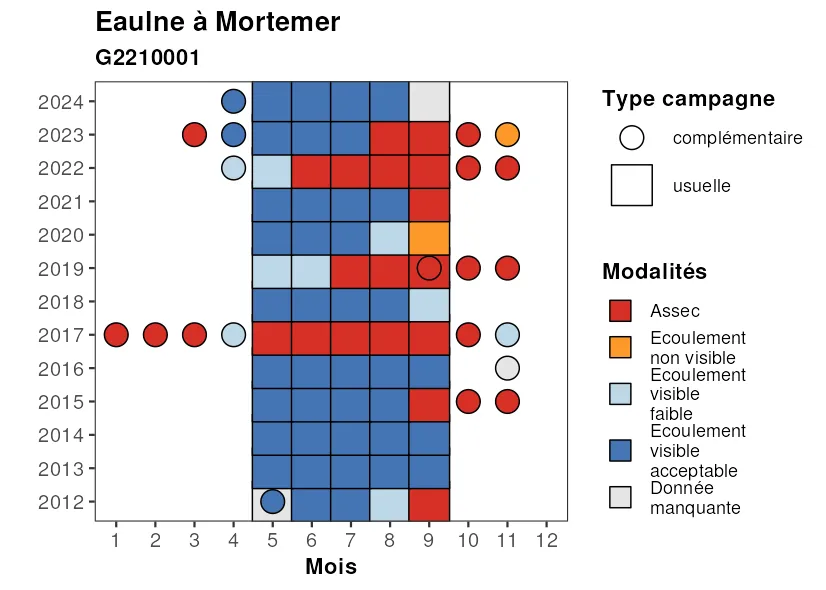 Eaulne à Mortemer
G2210001
2024
2023
2022
2021
2020
2019
2018
2017
2016
2015
2014
2013
2012
1 2 3 4 5 6 7 8 9 10 11 12
Mois
Type campagne
complémentaire
usuelle
Modalités
Assec
Ecoulement
non visible
Ecoulement
visible
faible
Ecoulement
visible
acceptable
Donnée
manquante